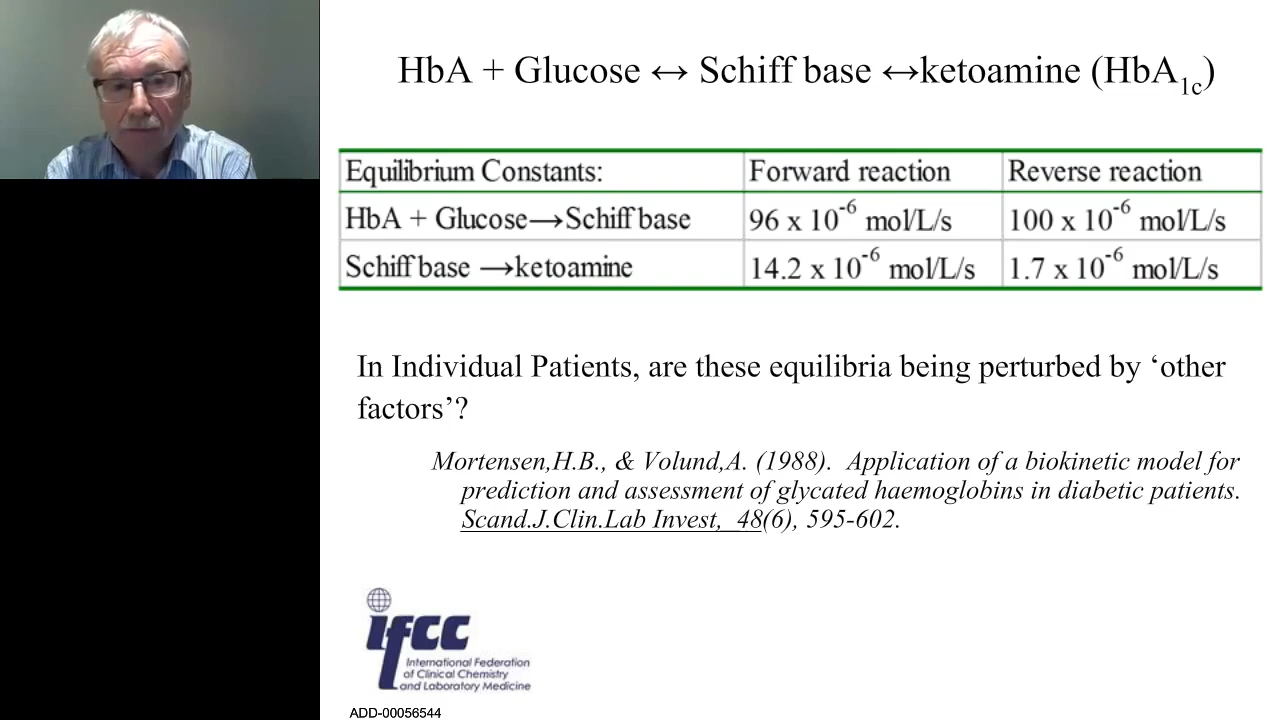 HbA + Glucose ↔ Schiff base ↔ketoamine (HbA1c)
Equilibrium Constants: Forward reaction Reverse reaction
HbA + Glucose→Schiff base 96 x 10-6 mol/L/s 100 x 10-6 mol/L/s
Schiff base →ketoamine 14.2 x 10-6 mol/L/s 1.7 x 10-6 mol/L/s
In Individual Patients, are these equilibria being perturbed by ‘other
factors’?
Mortensen,H.B., & Volund,A. (1988). Application of a biokinetic model for
prediction and assessment of glycated haemoglobins in diabetic patients.
Scand.J.Clin.Lab Invest, 48(6), 595-602.
ifcc
International Federation
of Clinical Chemistry
and Laboratory Medicine
ADD-00056544